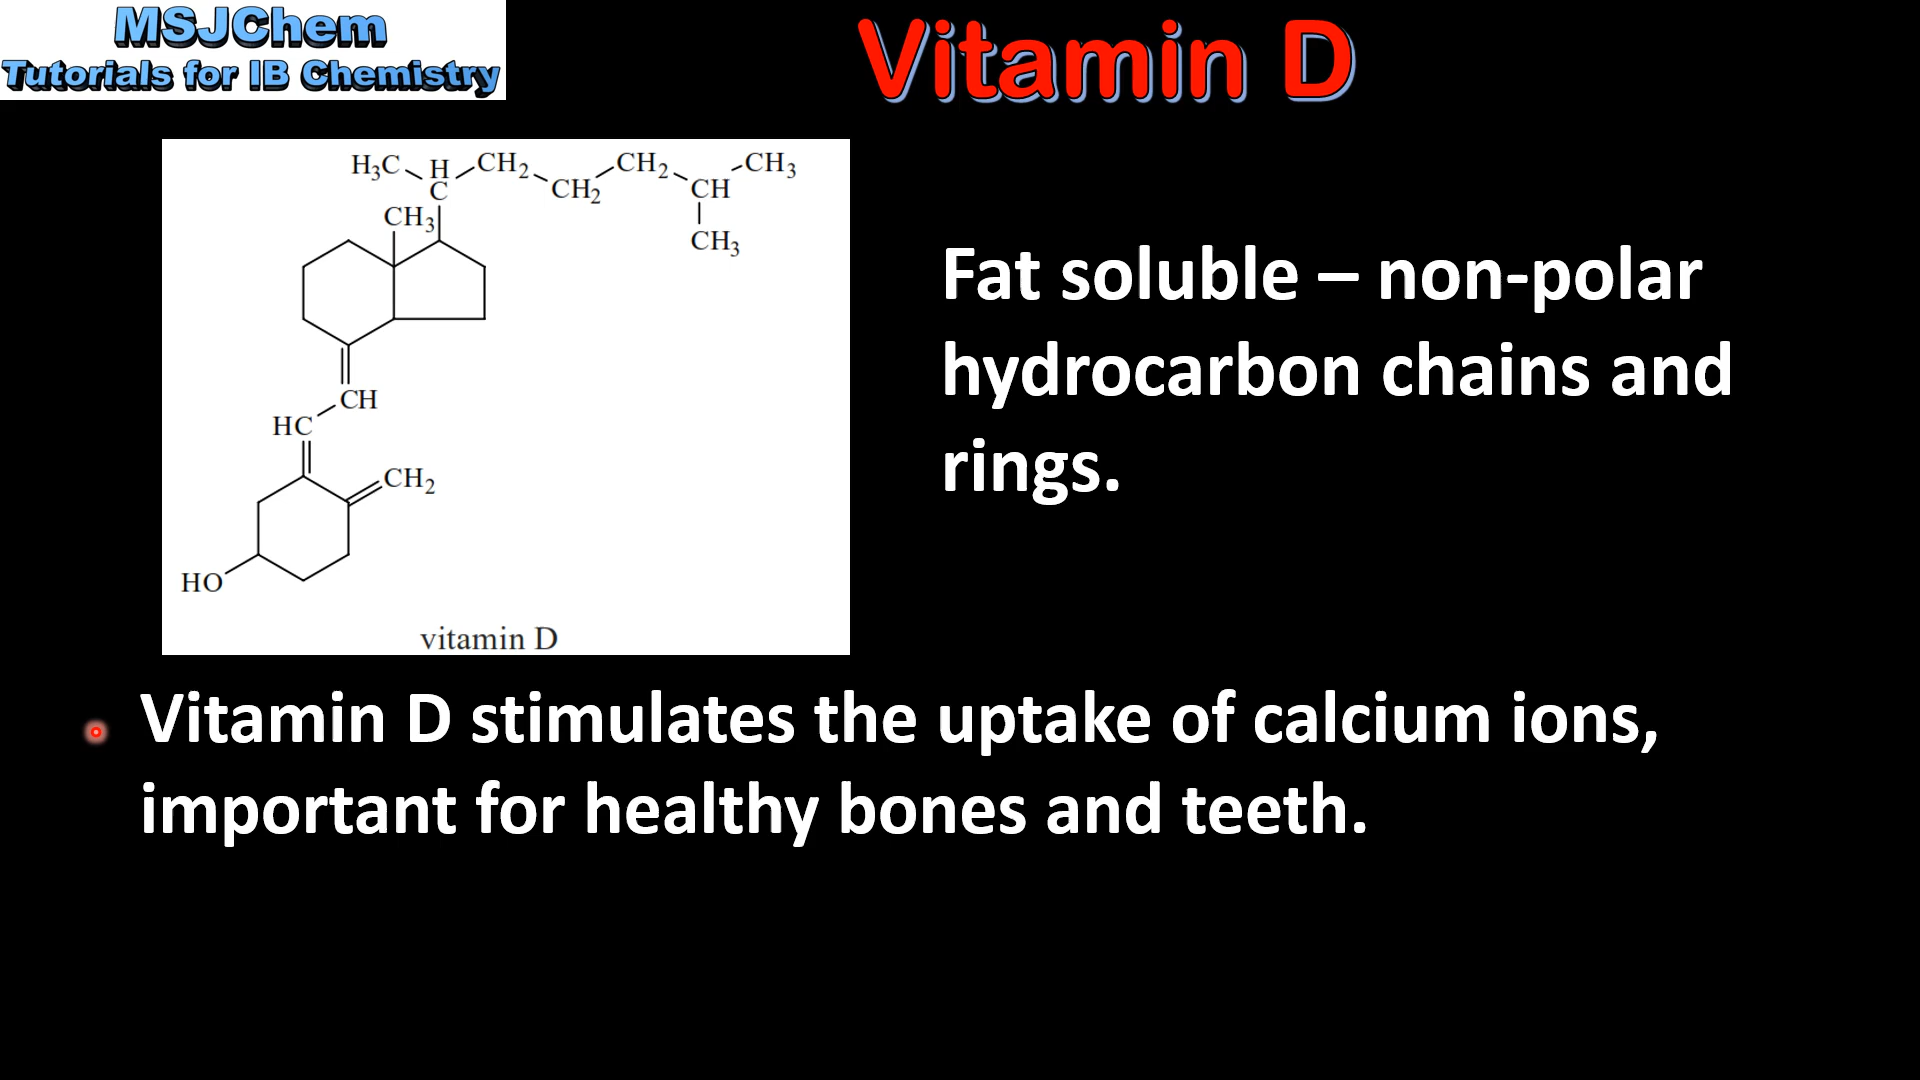 MSJChem
Tutorials for IB Chemistry
Vitamin D
H₃C H CH₂ CH₂ CH₃
C CH₂ CH
CH₃
CH₃
CH
HC
CH₂
HO
vitamin D
Fat soluble – non-polar
hydrocarbon chains and
rings.
Vitamin D stimulates the uptake of calcium ions,
important for healthy bones and teeth.